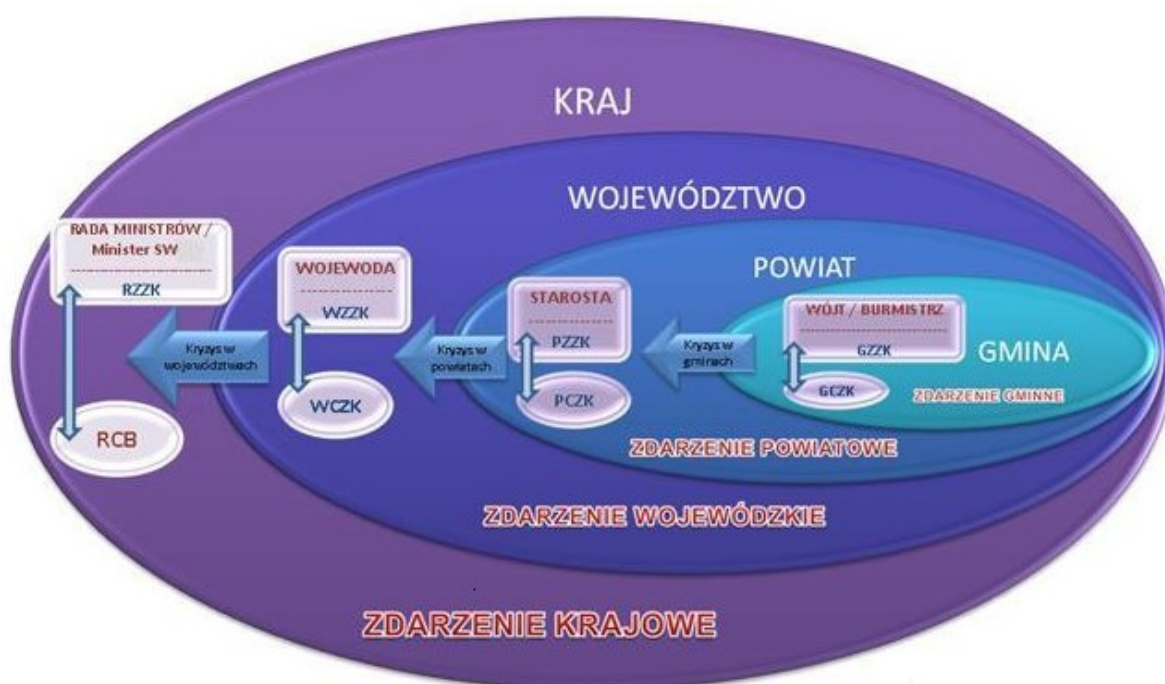 KRAJ
WOJEWÓDZTWO
POWIAT
GMINA
RADA MINISTRÓW /
Minister SW
RZZK
RCB
Kryzys w
województwach
WOJEWODA
WZZK
WCZK
Kryzys w
powiatach
STAROSTA
PZZK
PCZK
Kryzys w
gminach
WÓJT / BURMISTRZ
GZZK
GCZK
ZDARZENIE GMINNE
ZDARZENIE POWIATOWE
ZDARZENIE WOJEWÓDZKIE
ZDARZENIE KRAJOWE